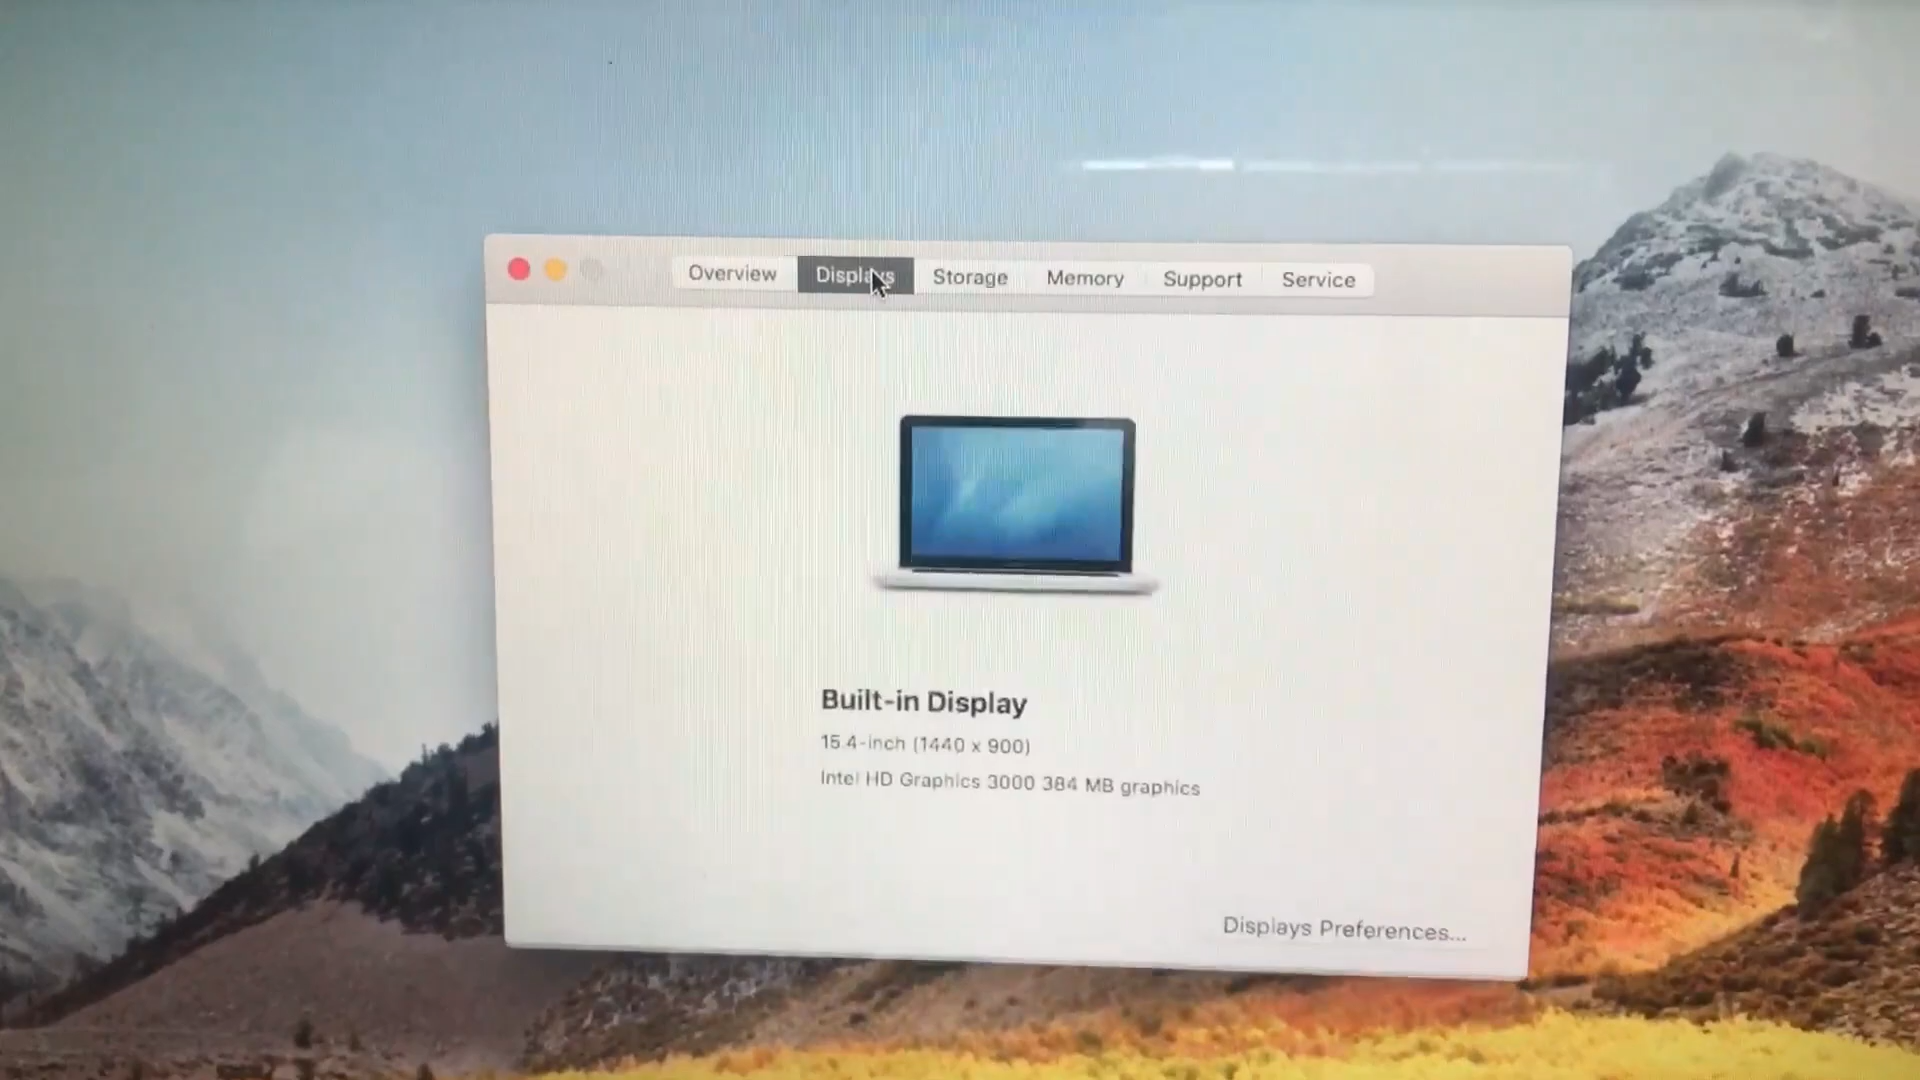 Overview Displays Storage Memory Support Service
Built-in Display
15.4-inch (1440 x 900)
Intel HD Graphics 3000 384 MB graphics
Displays Preferences...